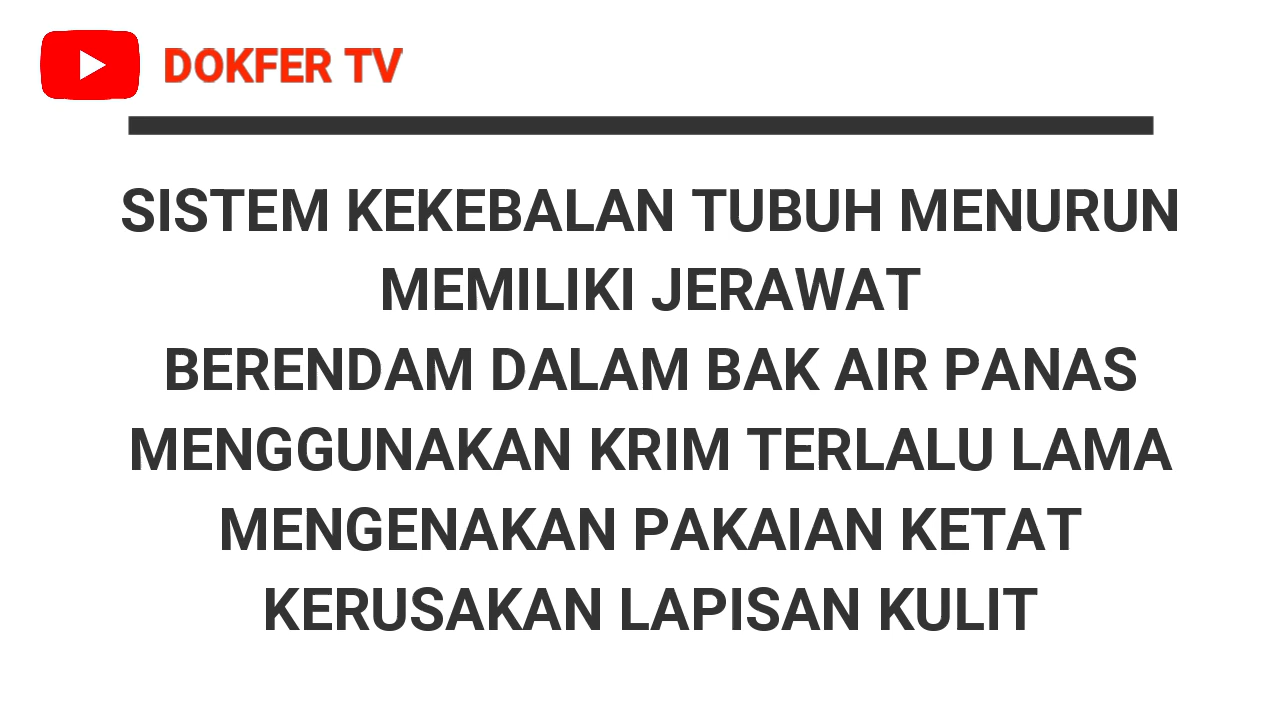 DOKFER TV
SISTEM KEKEBALAN TUBUH MENURUN
MEMILIKI JERAWAT
BERENDAM DALAM BAK AIR PANAS
MENGGUNAKAN KRIM TERLALU LAMA
MENGENAKAN PAKAIAN KETAT
KERUSAKAN LAPISAN KULIT